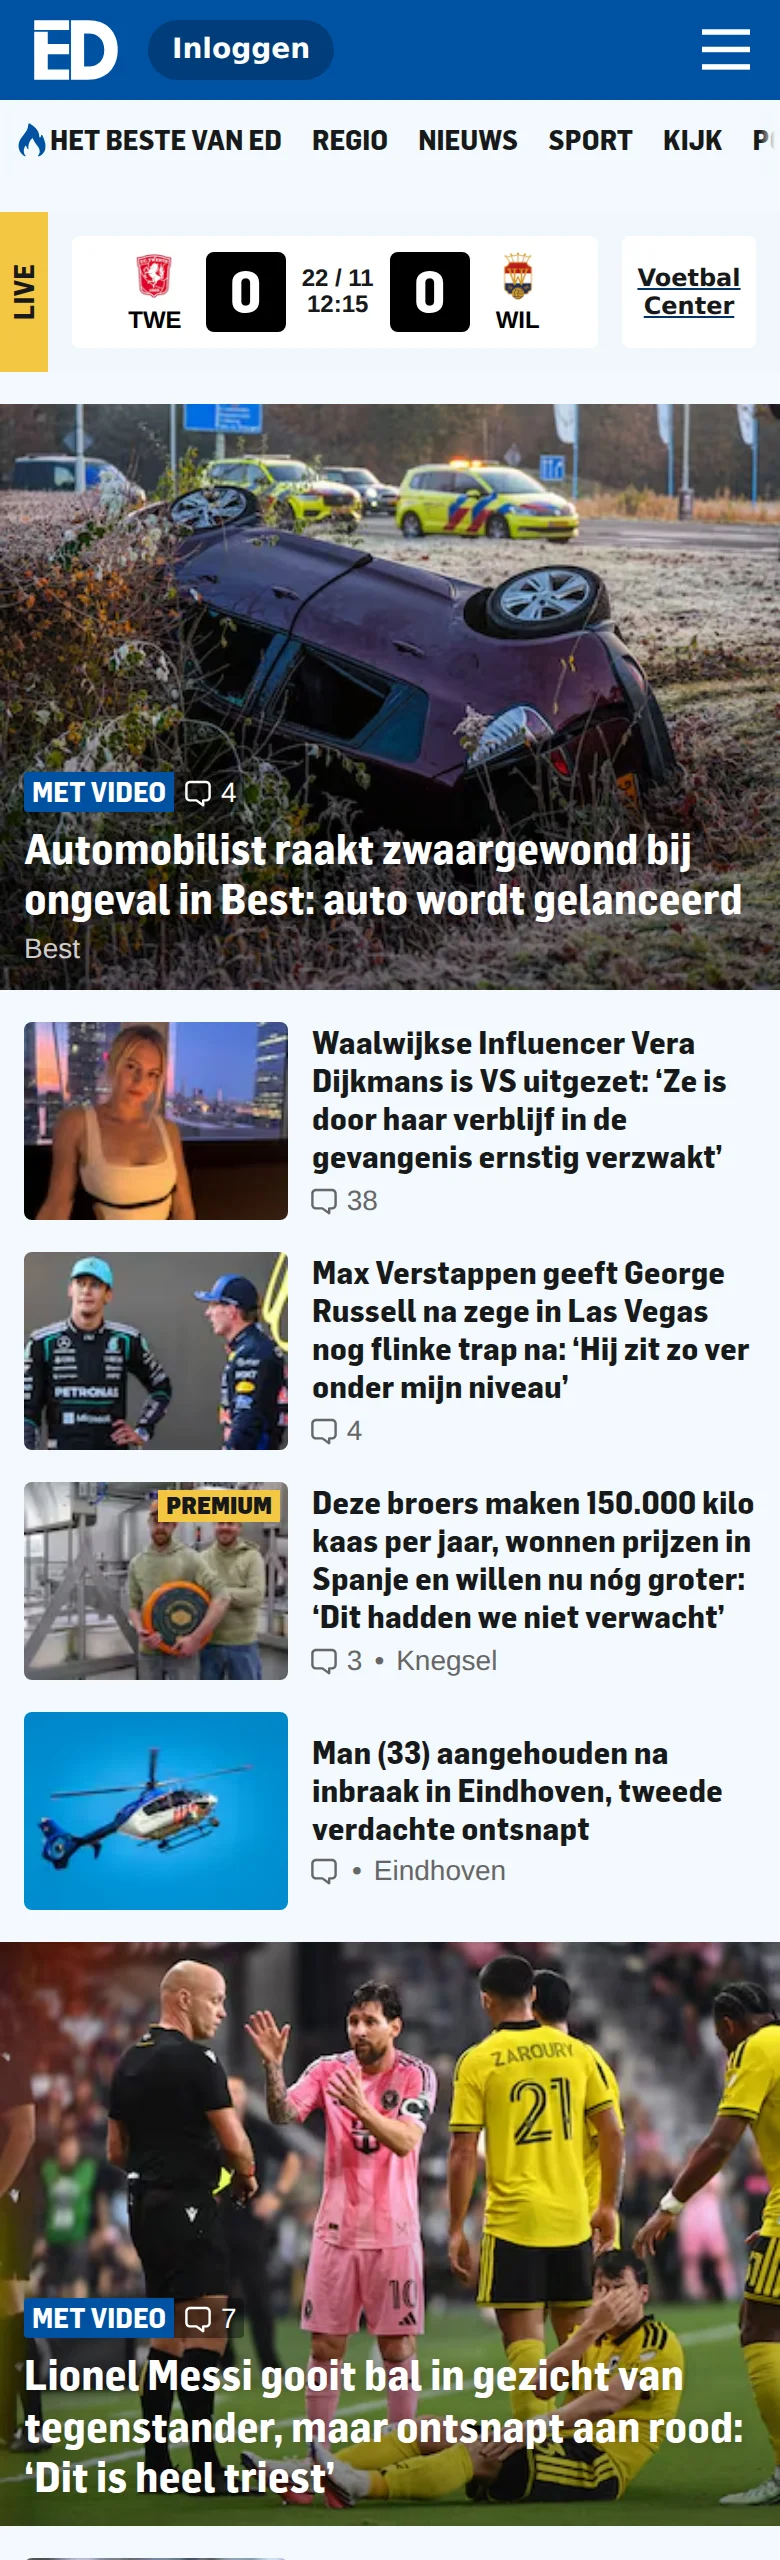 ED
Inloggen
HET BESTE VAN ED REGIO NIEUWS SPORT KIJK
LIVE
TWE
0
22 / 11
12:15
0
WIL
Voetbal
Center
MET VIDEO 4
Automobilist raakt zwaargewond bij
ongeval in Best: auto wordt gelanceerd
Best
Waalwijkse Influencer Vera
Dijkmans is VS uitgezet: ‘Ze is
door haar verblijf in de
gevangenis ernstig verzwakt’
38
PETRONAS
Microsoft
Max Verstappen geeft George
Russell na zege in Las Vegas
nog flinke trap na: ‘Hij zit zo ver
onder mijn niveau’
4
PREMIUM
Deze broers maken 150.000 kilo
kaas per jaar, wonnen prijzen in
Spanje en willen nu nóg groter:
‘Dit hadden we niet verwacht’
3 • Knegsel
Man (33) aangehouden na
inbraak in Eindhoven, tweede
verdachte ontsnapt
• Eindhoven
ZAROURY
21
10
MET VIDEO 7
Lionel Messi gooit bal in gezicht van
tegenstander, maar ontsnapt aan rood:
‘Dit is heel triest’